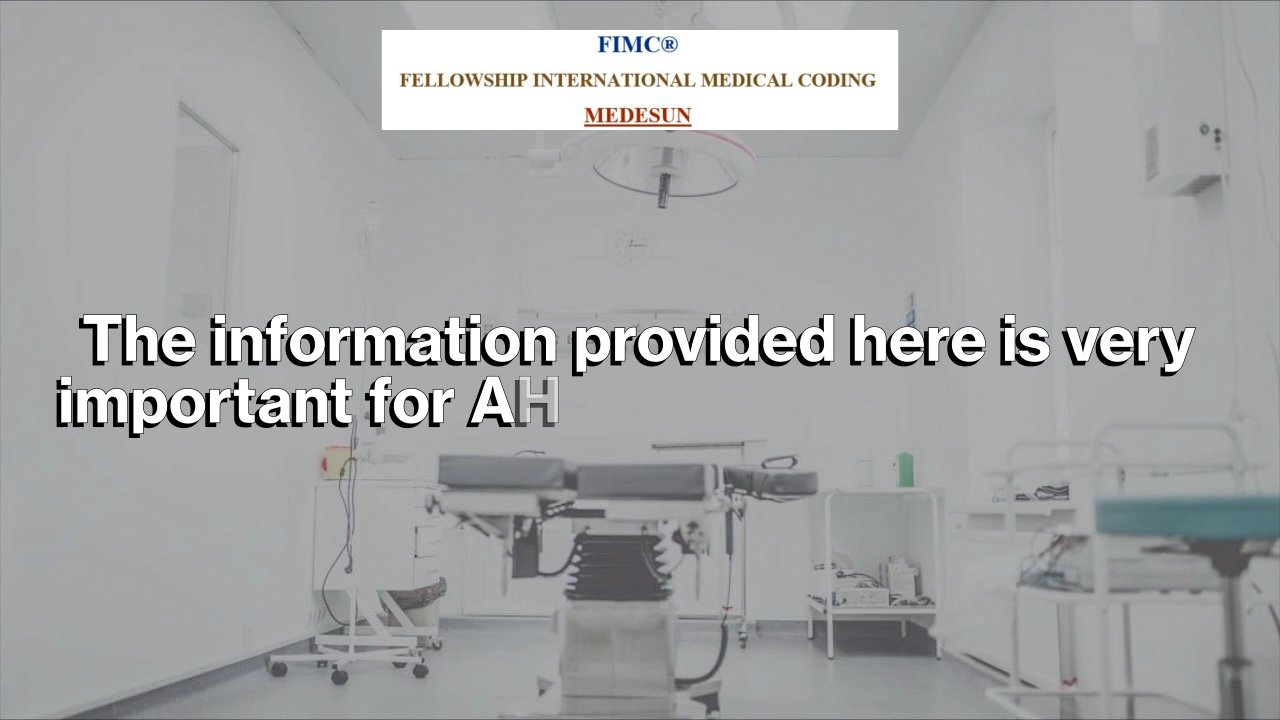 FIMC®
FELLOWSHIP INTERNATIONAL MEDICAL CODING
MEDESUN
The information provided here is very
important for AH